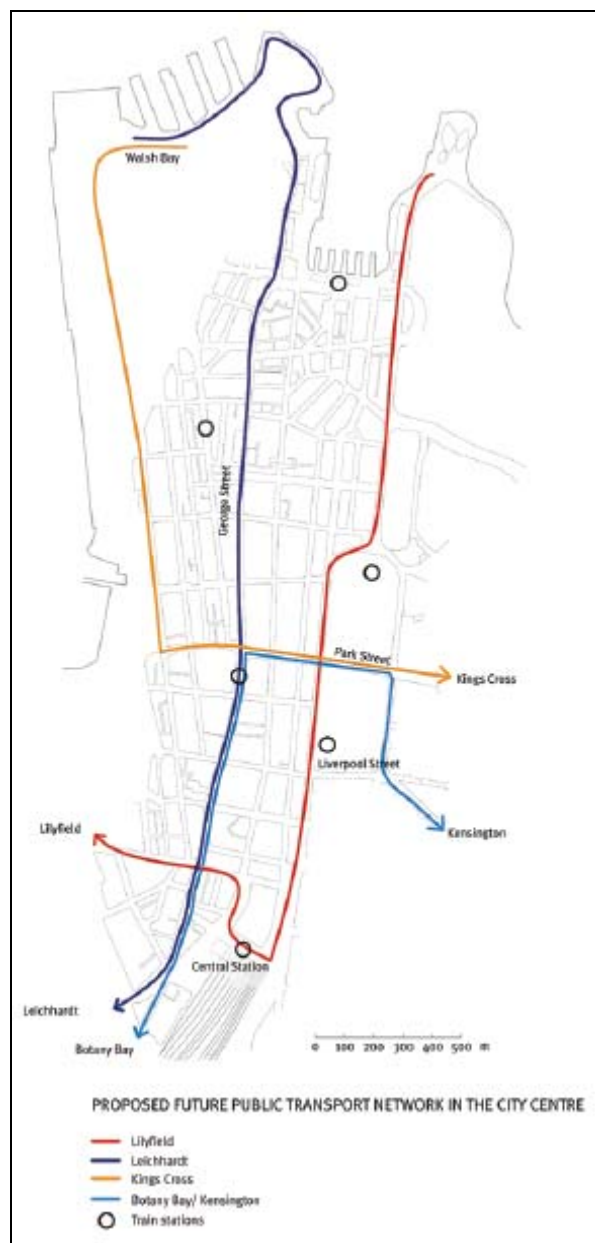 Walsh Bay
George Street
Park Street
Kings Cross
Liverpool Street
Kensington
Lilyfield
Central Station
Leichhardt
Botany Bay
0 100 200 300 400 500 m
PROPOSED FUTURE PUBLIC TRANSPORT NETWORK IN THE CITY CENTRE
Lilyfield
Leichhardt
Kings Cross
Botany Bay/ Kensington
Train stations